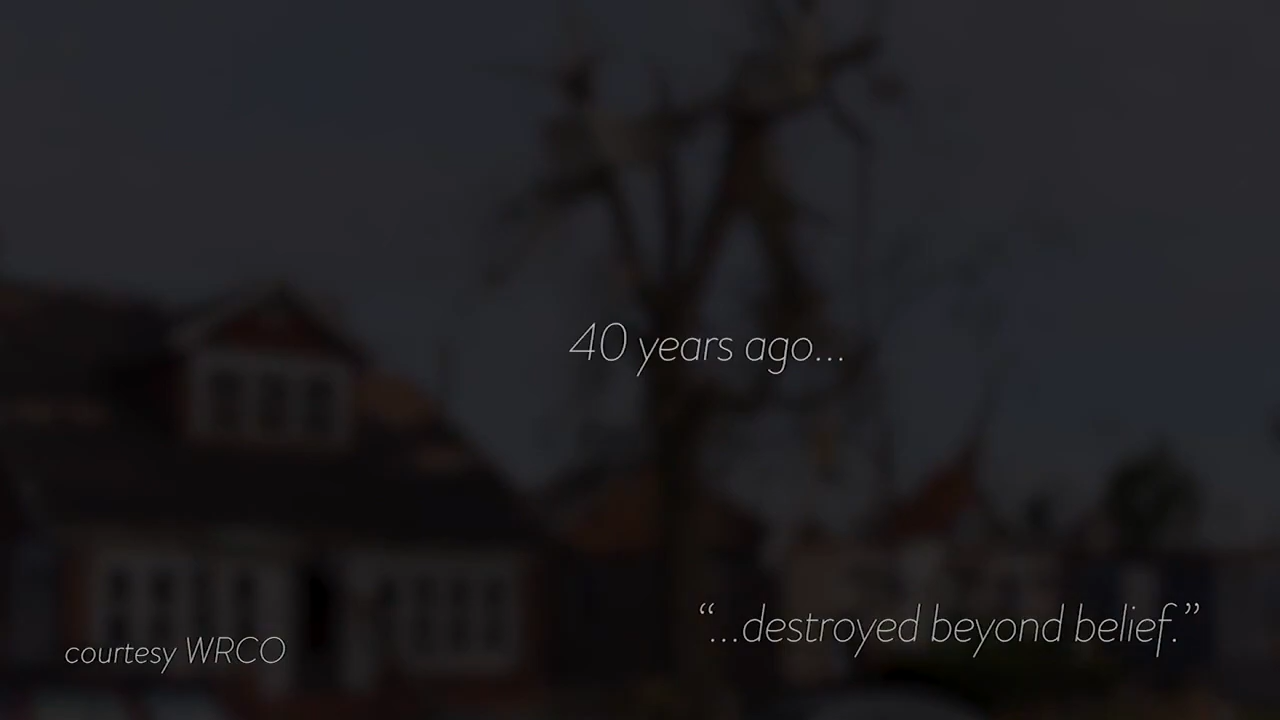 40 years ago...
“...destroyed beyond belief.”
courtesy WRCO